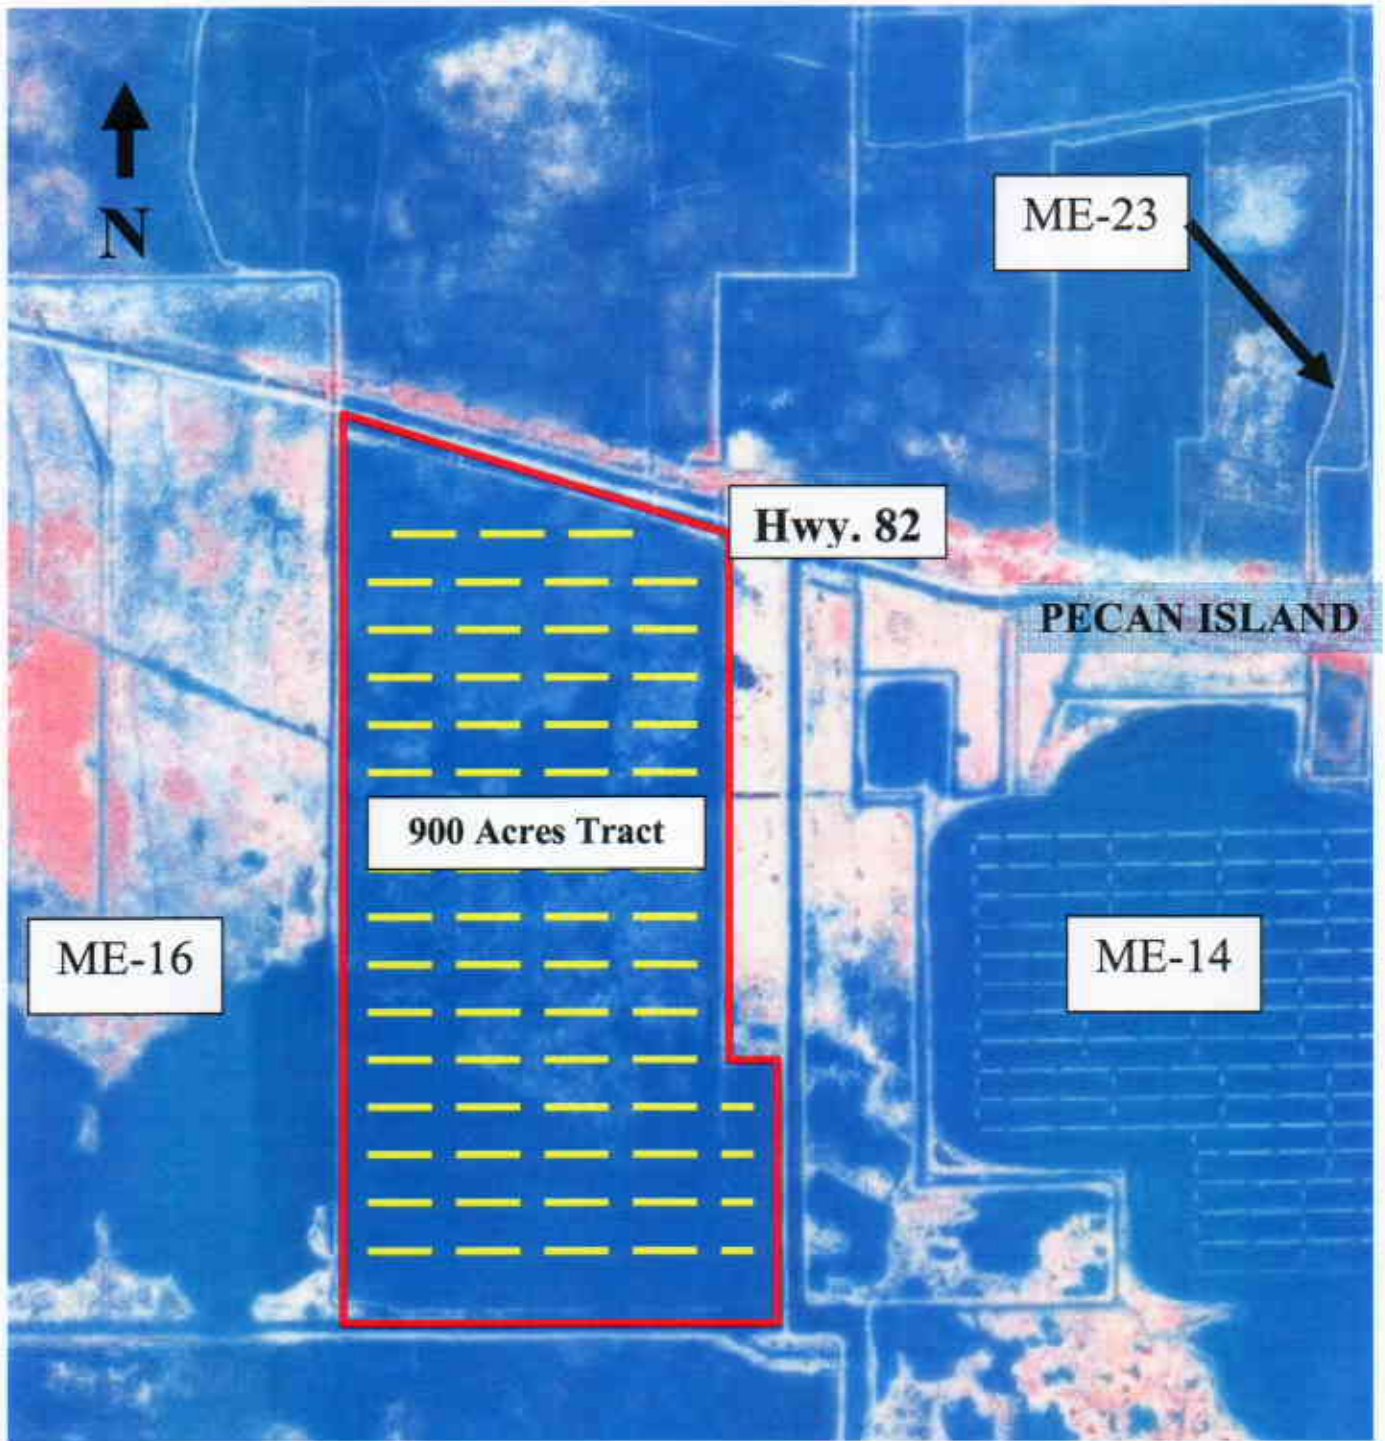 N
ME-23
Hwy. 82
PECAN ISLAND
900 Acres Tract
ME-16
ME-14